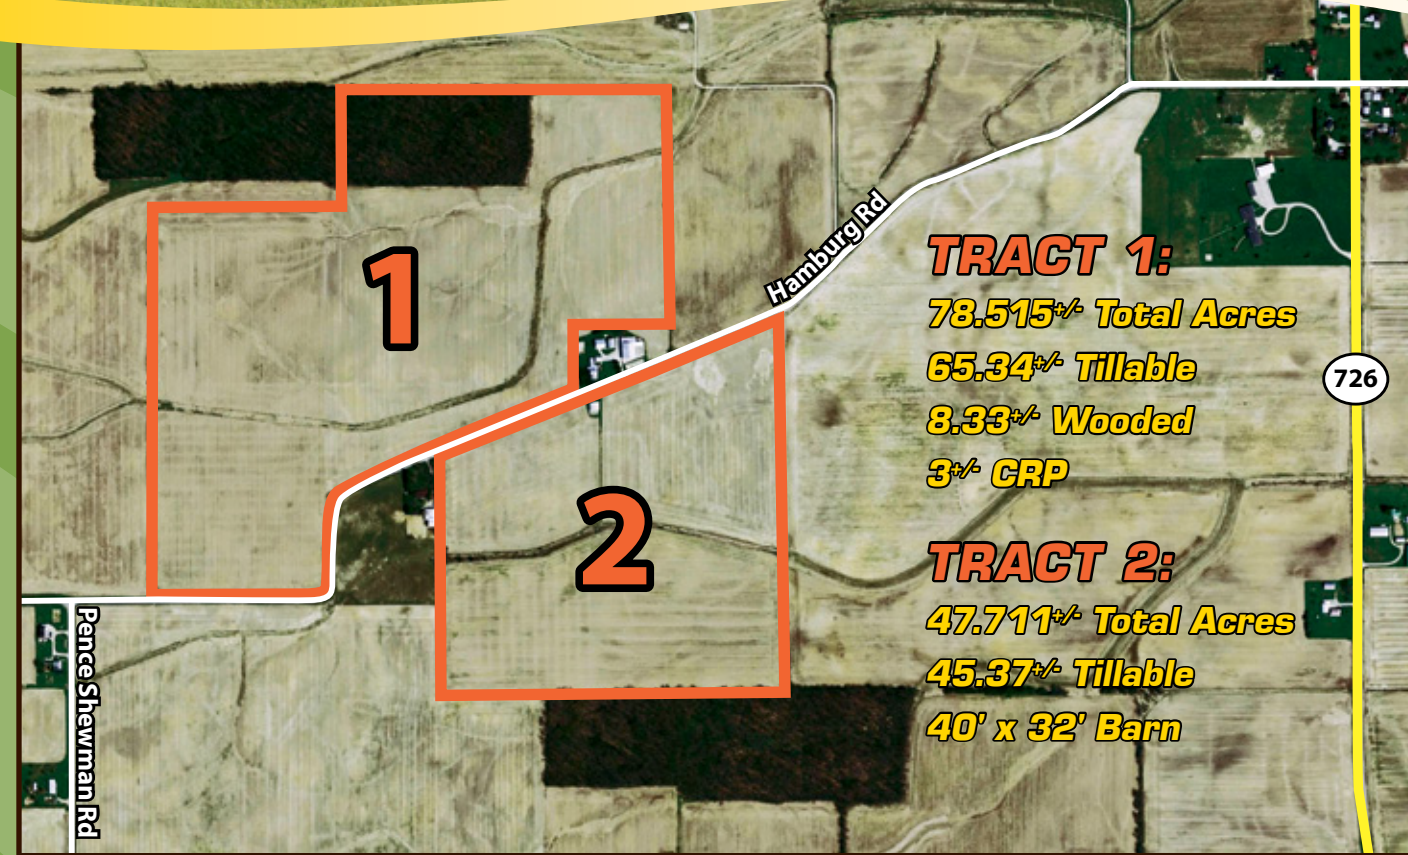 1
Hamburg Rd
TRACT 1:
78.515+/- Total Acres
65.34+/- Tillable
8.33+/- Wooded
3+/- CRP
726
2
TRACT 2:
47.711+/- Total Acres
45.37+/- Tillable
40' x 32' Barn
Pence Shewman Rd